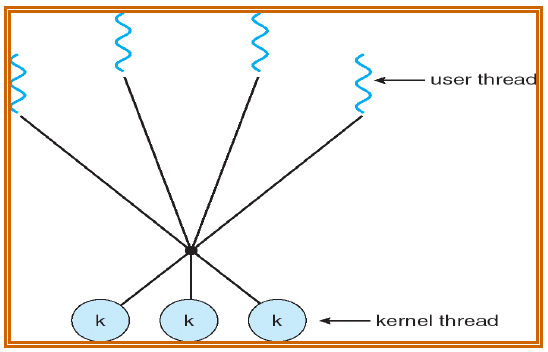 user thread
k k k
kernel thread